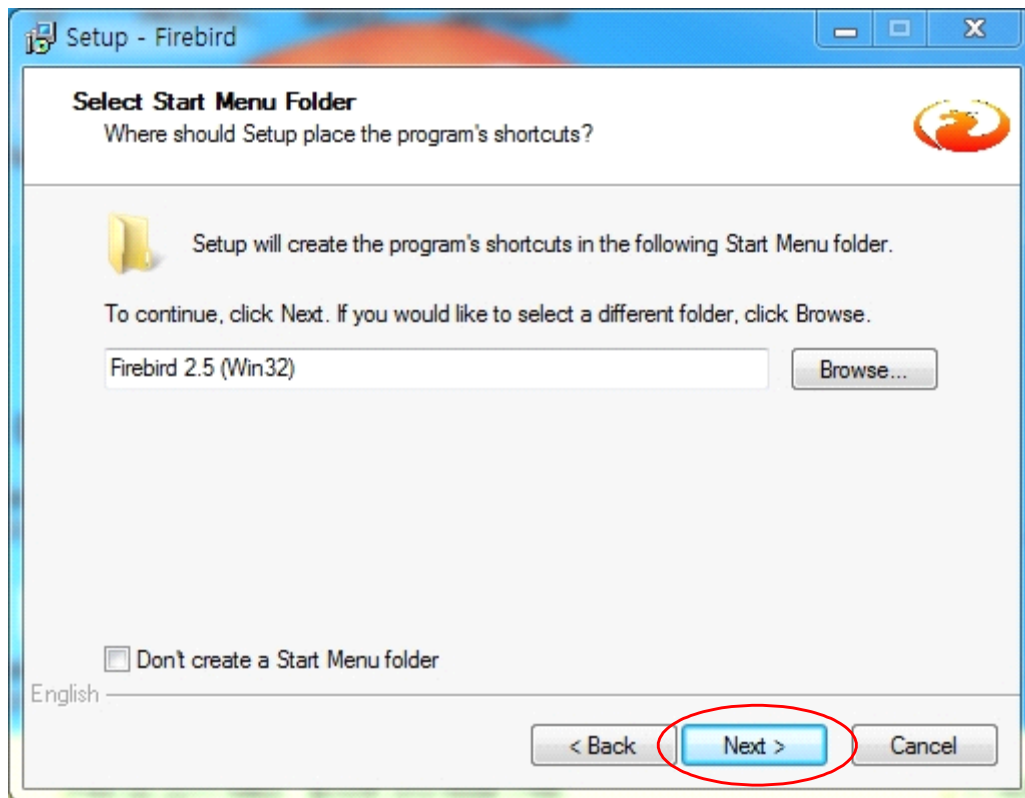 Setup - Firebird
Select Start Menu Folder
Where should Setup place the program's shortcuts?
Setup will create the program's shortcuts in the following Start Menu folder.
To continue, click Next. If you would like to select a different folder, click Browse.
Firebird 2.5 (Win32)
Browse...
Don't create a Start Menu folder
English
< Back
Next >
Cancel